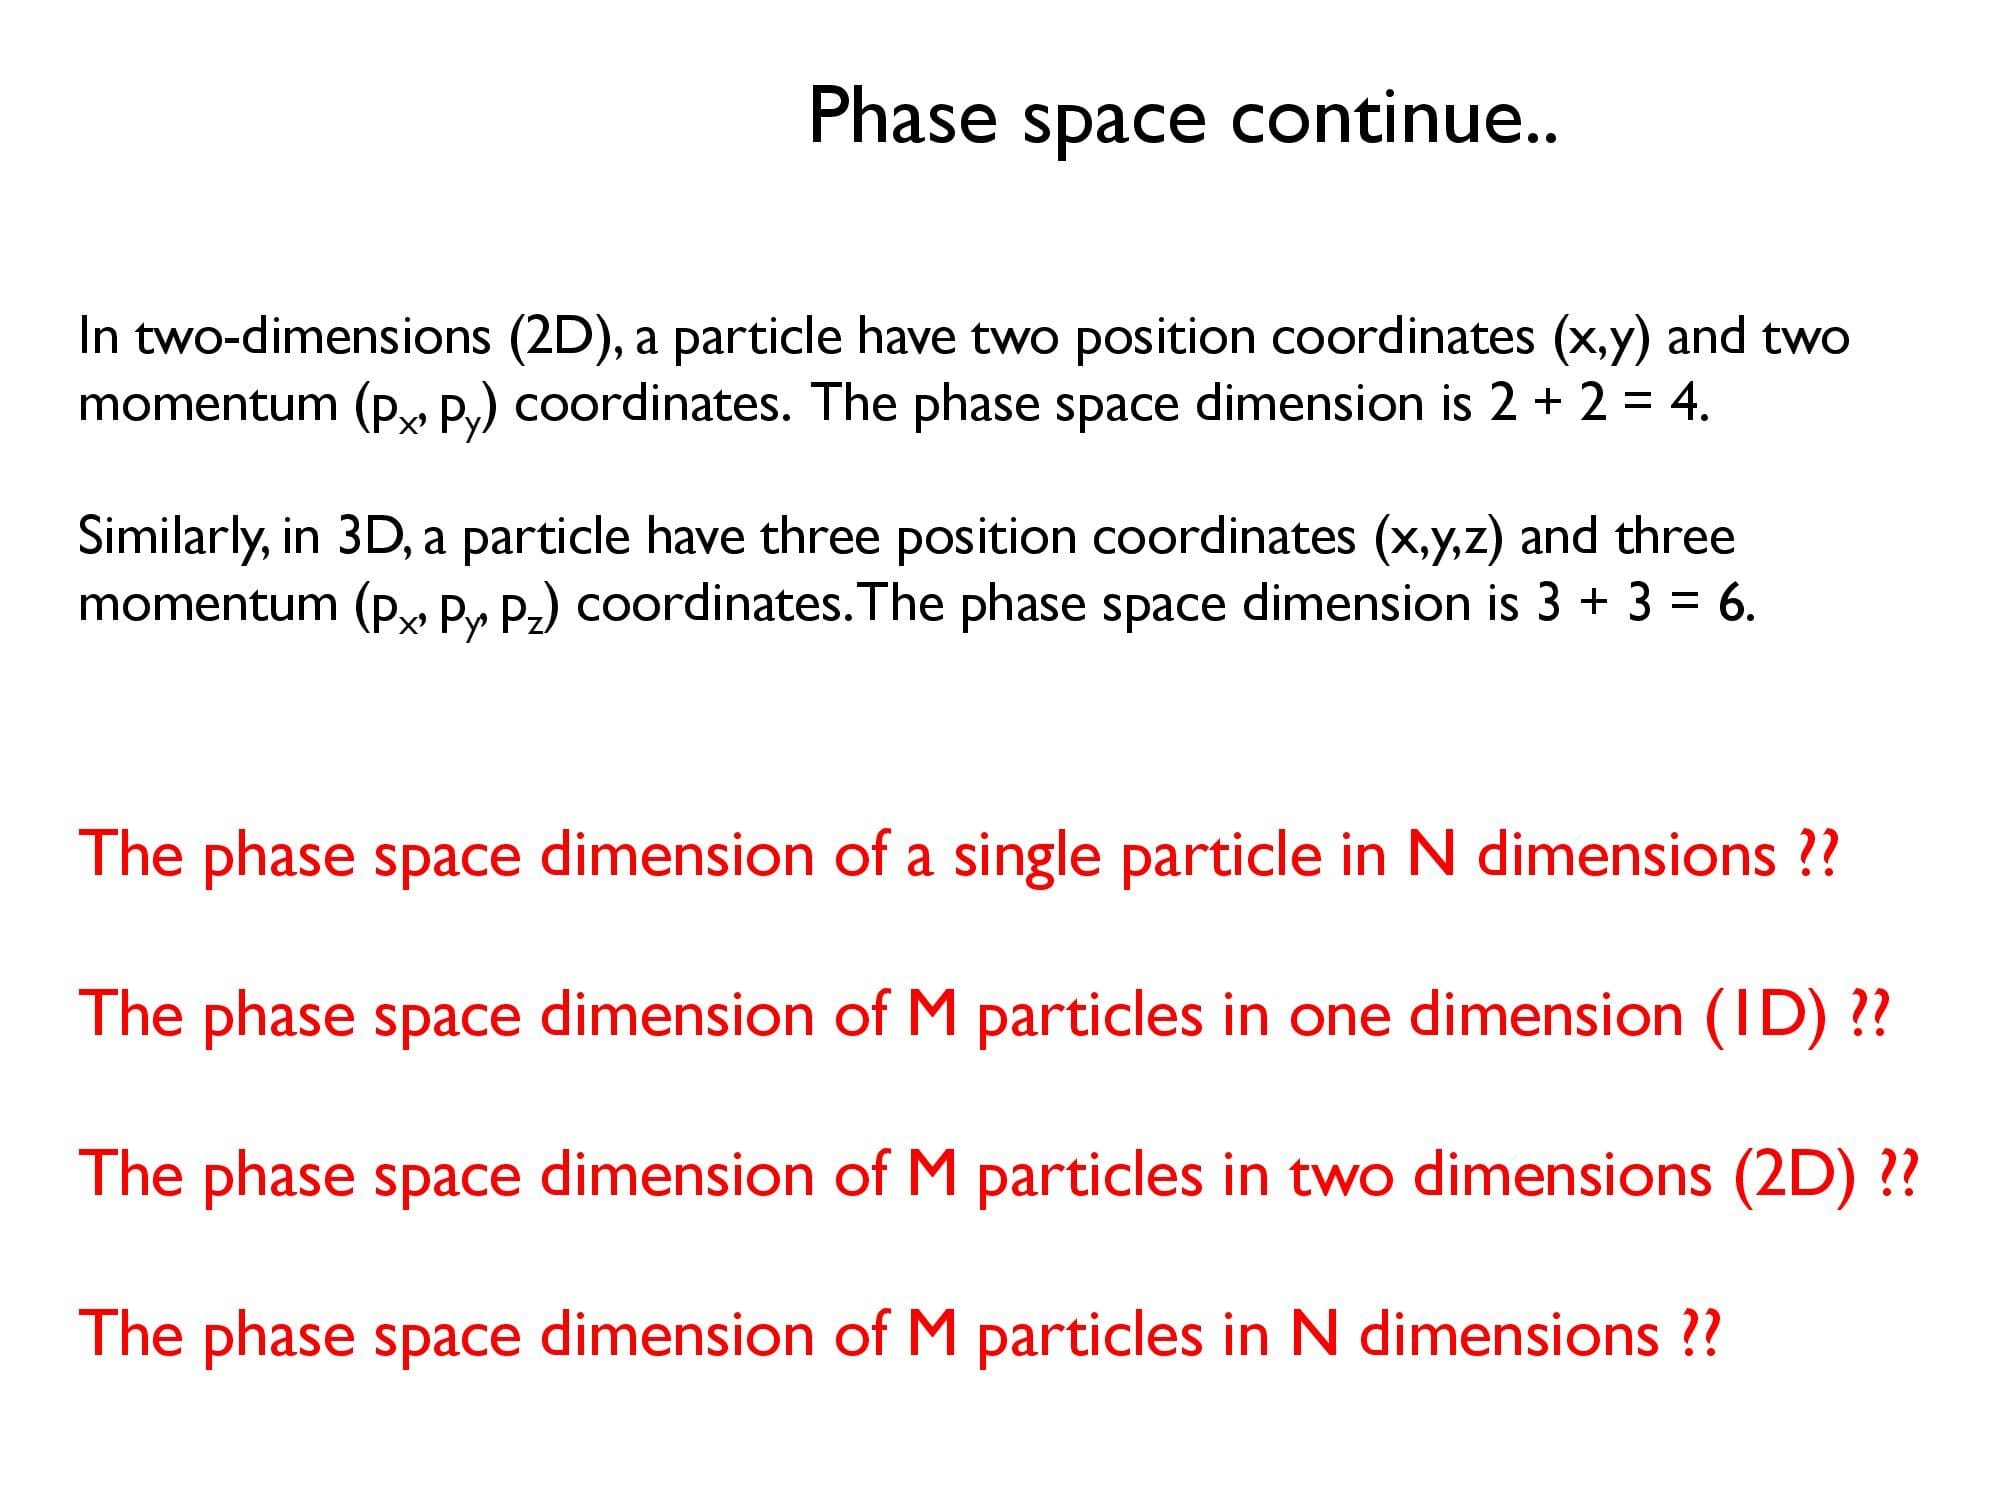 Phase space continue..
In two-dimensions (2D), a particle have two position coordinates (x,y) and two
momentum (pₓ, pᵧ) coordinates. The phase space dimension is 2 + 2 = 4.
Similarly, in 3D, a particle have three position coordinates (x,y,z) and three
momentum (pₓ, pᵧ, p_z) coordinates. The phase space dimension is 3 + 3 = 6.
The phase space dimension of a single particle in N dimensions ??
The phase space dimension of M particles in one dimension (1D) ??
The phase space dimension of M particles in two dimensions (2D) ??
The phase space dimension of M particles in N dimensions ??